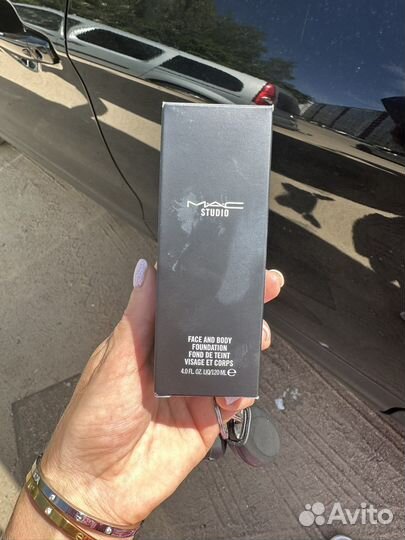 MAC
STUDIO
FACE AND BODY
FOUNDATION
FOND DE TEINT
VISAGE ET CORPS
4.0 FL. OZ. LIQ/120 ML ℮
Avito